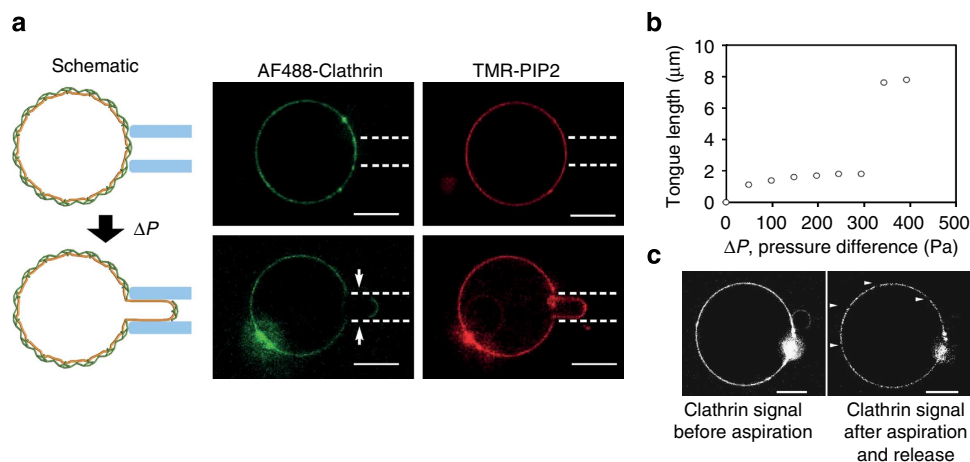 a
Schematic
AF488-Clathrin
TMR-PIP2
ΔP
b
Tongue length (μm)
10
8
6
4
2
0
0
100
200
300
400
500
ΔP, pressure difference (Pa)
c
Clathrin signal
before aspiration
Clathrin signal
after aspiration
and release